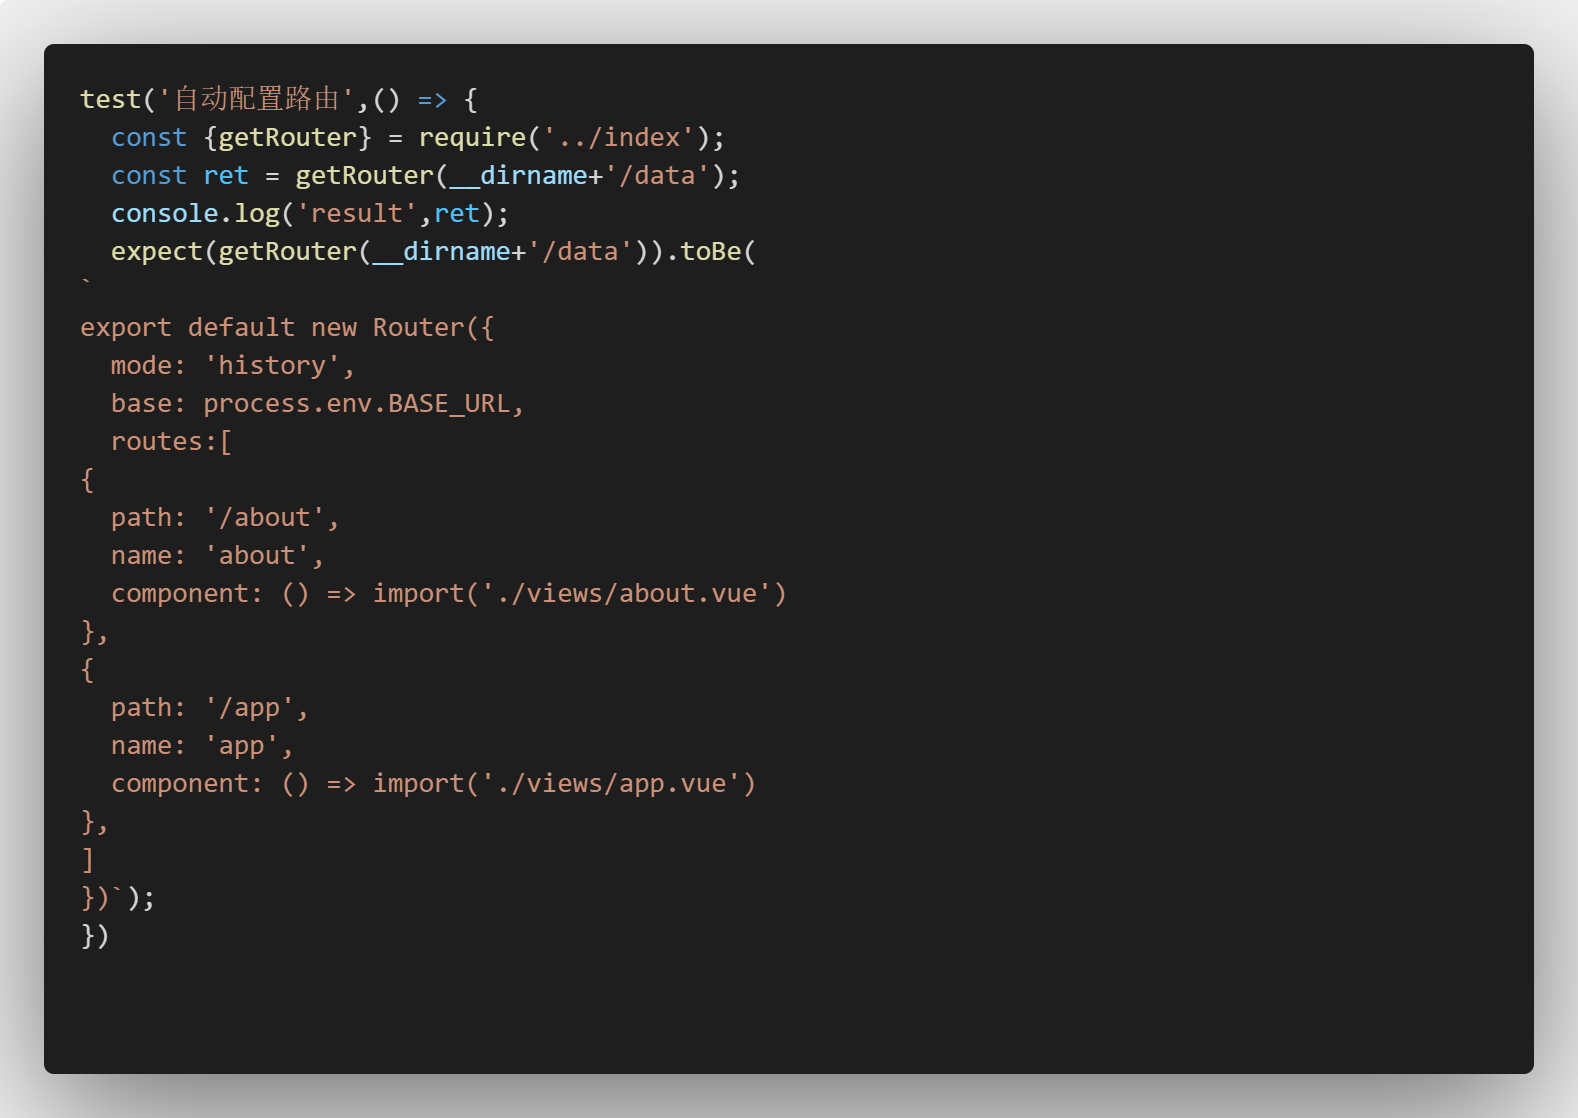 test('自动配置路由',() => {
  const {getRouter} = require('../index');
  const ret = getRouter(__dirname+'/data');
  console.log('result',ret);
  expect(getRouter(__dirname+'/data')).toBe(
`
export default new Router({
  mode: 'history',
  base: process.env.BASE_URL,
  routes:[
{
  path: '/about',
  name: 'about',
  component: () => import('./views/about.vue')
},
{
  path: '/app',
  name: 'app',
  component: () => import('./views/app.vue')
},
]
})`);
})